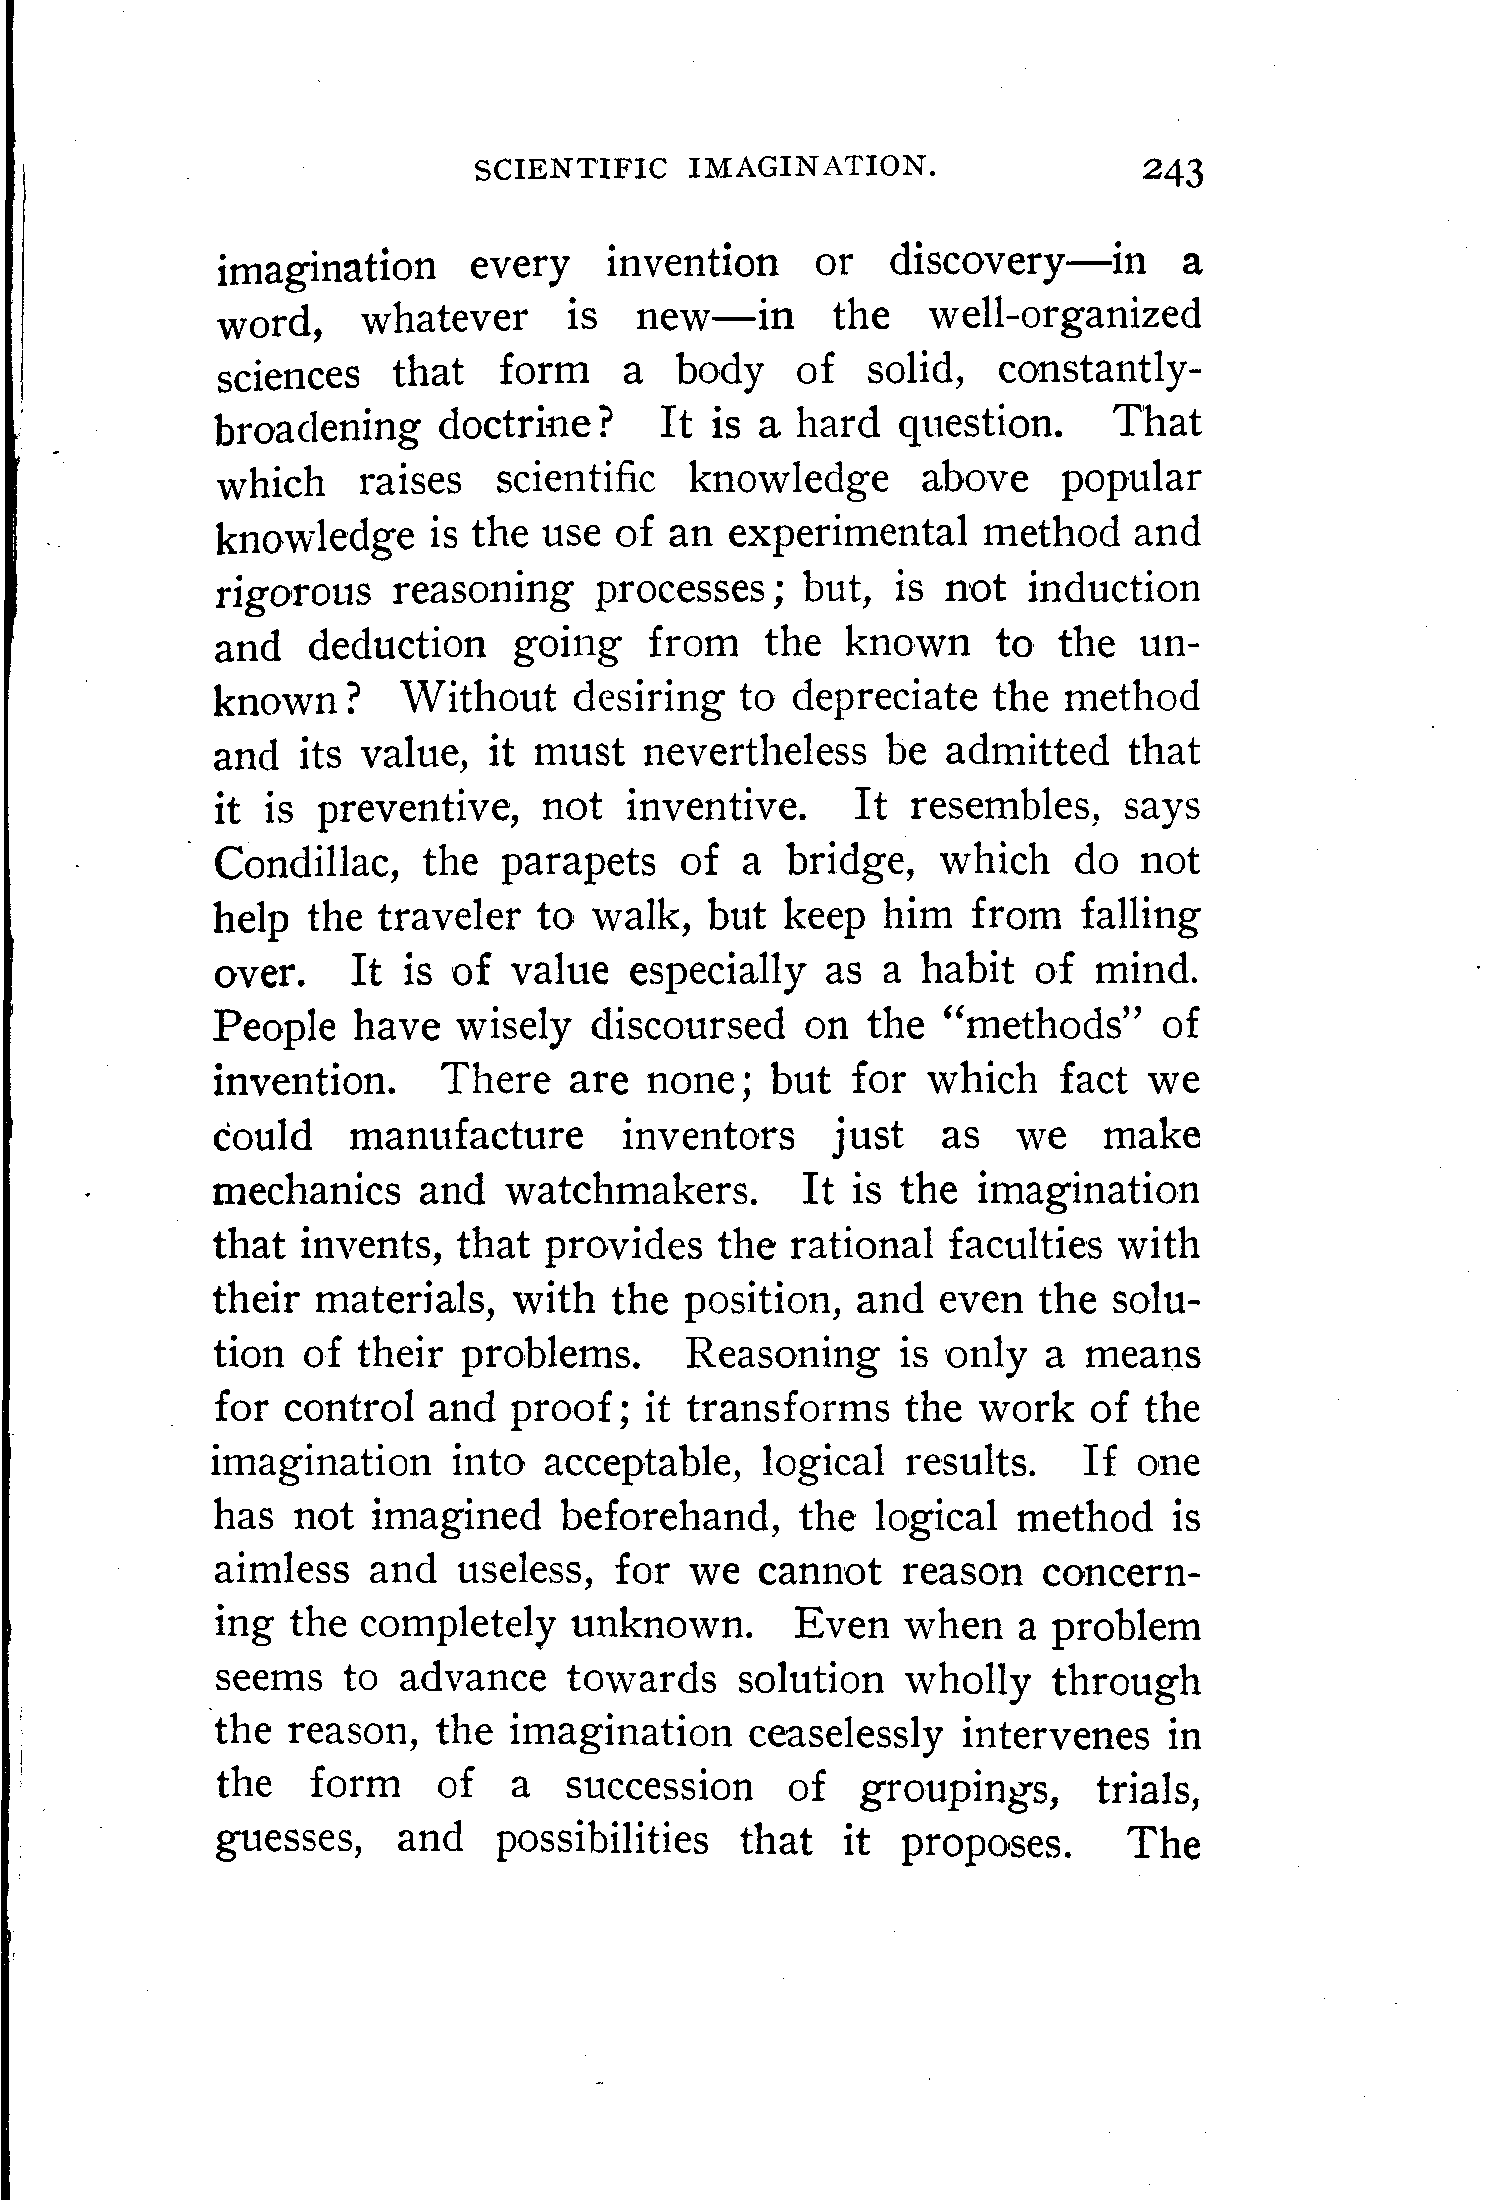 SCIENTIFIC IMAGINATION. 243
imagination every invention or discovery—in a
word, whatever is new—in the well-organized
sciences that form a body of solid, constantly-
broadening doctrine? It is a hard question. That
which raises scientific knowledge above popular
knowledge is the use of an experimental method and
rigorous reasoning processes; but, is not induction
and deduction going from the known to the un-
known? Without desiring to depreciate the method
and its value, it must nevertheless be admitted that
it is preventive, not inventive. It resembles, says
Condillac, the parapets of a bridge, which do not
help the traveler to walk, but keep him from falling
over. It is of value especially as a habit of mind.
People have wisely discoursed on the “methods” of
invention. There are none; but for which fact we
could manufacture inventors just as we make
mechanics and watchmakers. It is the imagination
that invents, that provides the rational faculties with
their materials, with the position, and even the solu-
tion of their problems. Reasoning is only a means
for control and proof; it transforms the work of the
imagination into acceptable, logical results. If one
has not imagined beforehand, the logical method is
aimless and useless, for we cannot reason concern-
ing the completely unknown. Even when a problem
seems to advance towards solution wholly through
the reason, the imagination ceaselessly intervenes in
the form of a succession of groupings, trials,
guesses, and possibilities that it proposes. The